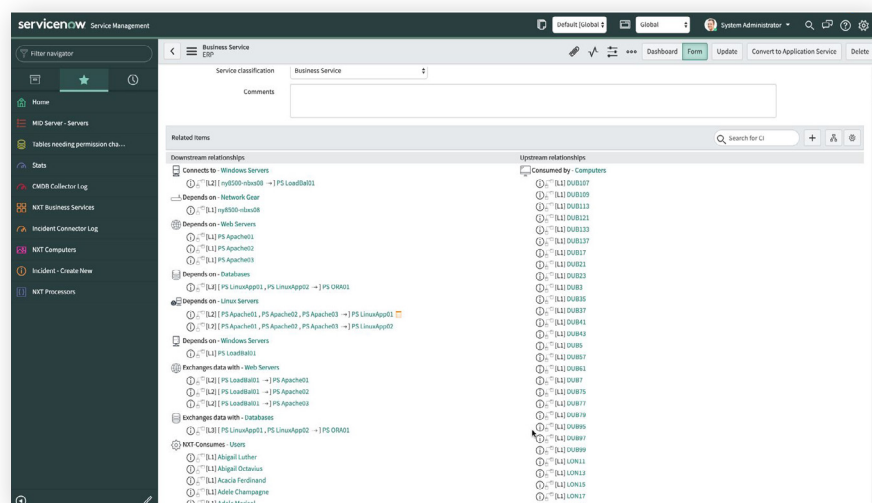 servicenow Service Management
Default [Global
Global
System Administrator
Filter navigator
Business Service
ERP
Dashboard
Form
Update
Convert to Application Service
Delete
Home
MID Server - Servers
Tables needing permission cha...
Stats
CMDB Collector Log
NXT Business Services
Incident Connector Log
NXT Computers
Incident - Create New
NXT Processors
Service classification
Business Service
Comments
Related Items
Search for CI
Downstream relationships
Connects to - Windows Servers
[L2] [ ny8500-nbxs08 → ] PS LoadBal01
Depends on - Network Gear
[L1] ny8500-nbxs08
Depends on - Web Servers
[L1] PS Apache01
[L1] PS Apache02
[L1] PS Apache03
Depends on - Databases
[L3] [ PS LinuxApp01 , PS LinuxApp02 → ] PS ORA01
Depends on - Linux Servers
[L2] [ PS Apache01 , PS Apache02 , PS Apache03 → ] PS LinuxApp01
[L2] [ PS Apache01 , PS Apache02 , PS Apache03 → ] PS LinuxApp02
Depends on - Windows Servers
[L1] PS LoadBal01
Exchanges data with - Web Servers
[L2] [ PS LoadBal01 → ] PS Apache01
[L2] [ PS LoadBal01 → ] PS Apache02
[L2] [ PS LoadBal01 → ] PS Apache03
Exchanges data with - Databases
[L3] [ PS LinuxApp01 , PS LinuxApp02 → ] PS ORA01
NXT-Consumes - Users
[L1] Abigail Luther
[L1] Abigail Octavius
[L1] Acacia Ferdinand
[L1] Adele Champagne
Upstream relationships
Consumed by - Computers
[L1] DUB107
[L1] DUB109
[L1] DUB113
[L1] DUB121
[L1] DUB133
[L1] DUB137
[L1] DUB17
[L1] DUB21
[L1] DUB23
[L1] DUB3
[L1] DUB35
[L1] DUB37
[L1] DUB41
[L1] DUB43
[L1] DUB5
[L1] DUB57
[L1] DUB61
[L1] DUB7
[L1] DUB75
[L1] DUB77
[L1] DUB79
[L1] DUB95
[L1] DUB97
[L1] DUB99
[L1] LON11
[L1] LON13
[L1] LON15
[L1] LON17